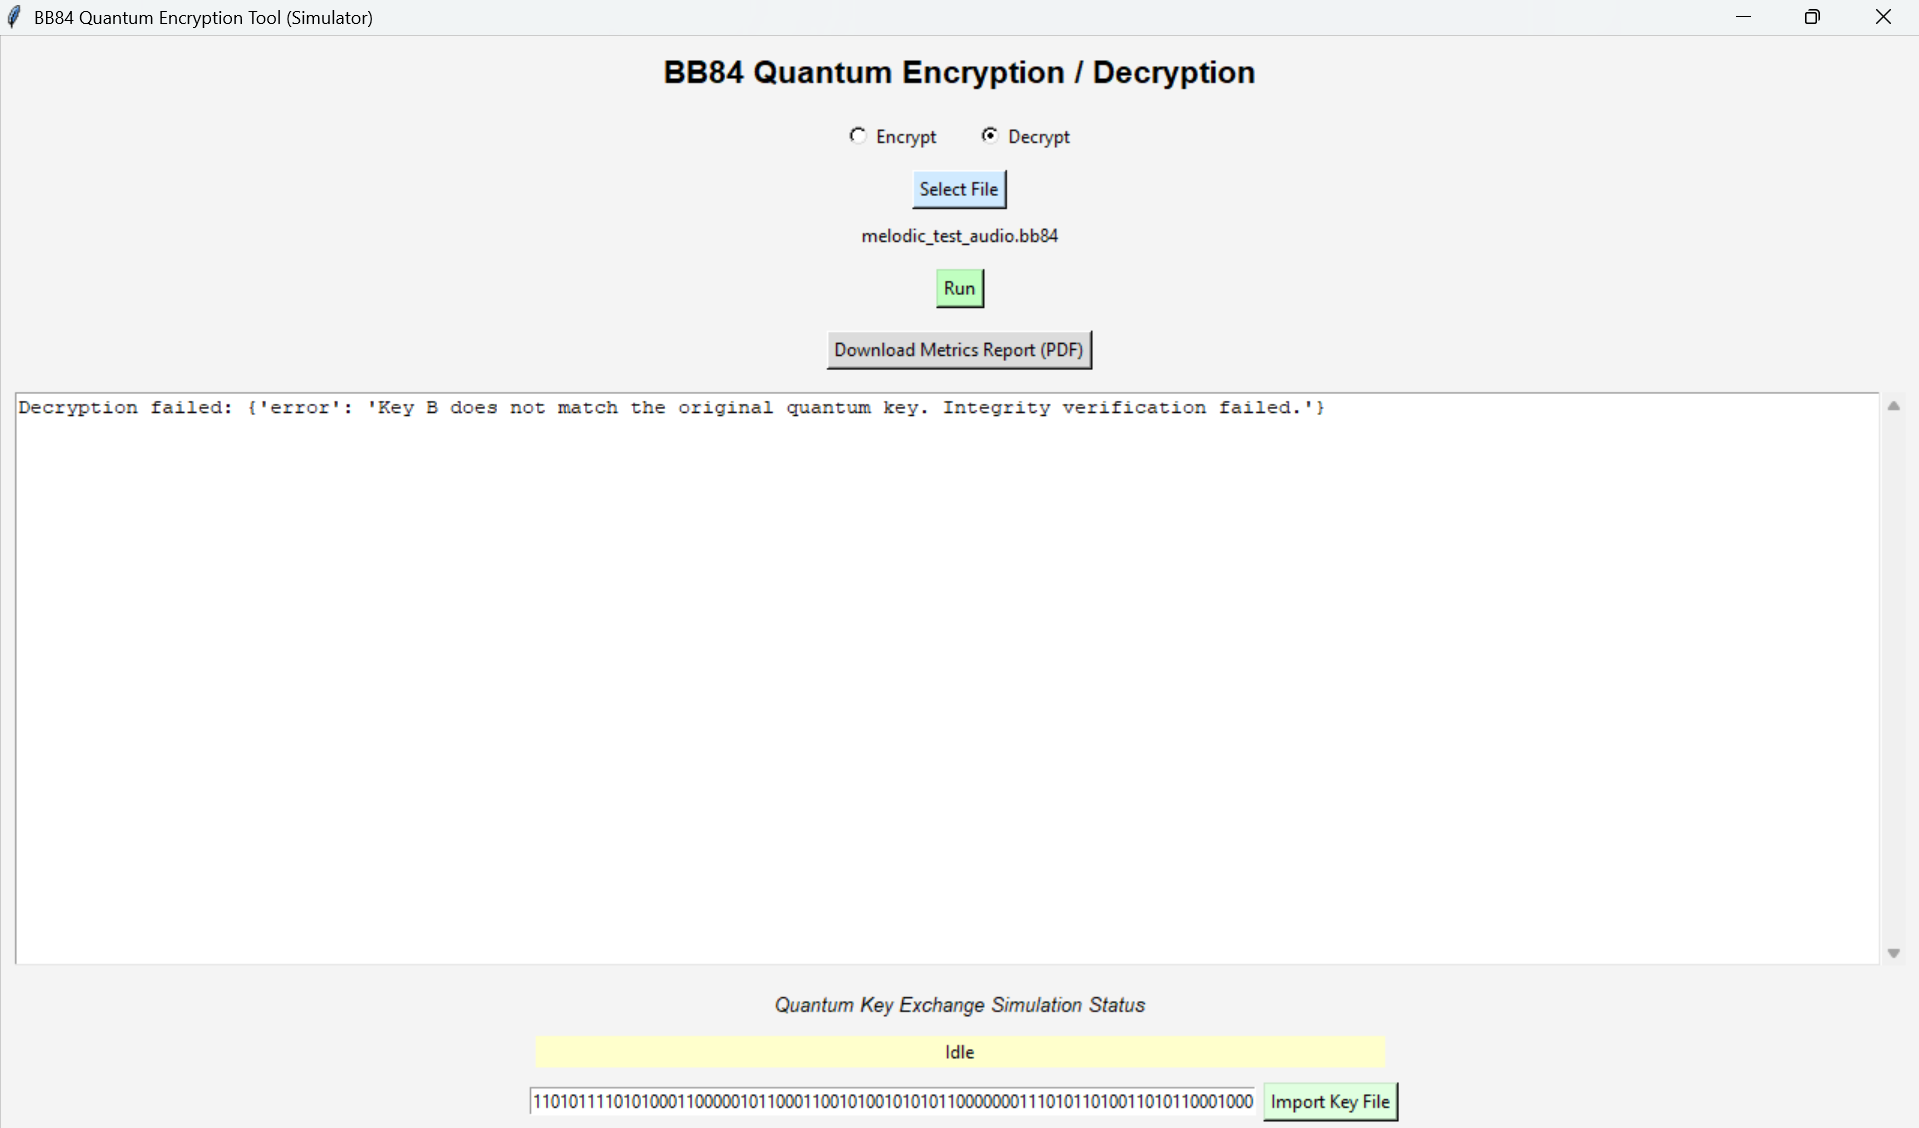 BB84 Quantum Encryption Tool (Simulator)
BB84 Quantum Encryption / Decryption
Encrypt Decrypt
Select File
melodic_test_audio.bb84
Run
Download Metrics Report (PDF)
Decryption failed: {'error': 'Key B does not match the original quantum key. Integrity verification failed.'}
Quantum Key Exchange Simulation Status
Idle
Import Key File